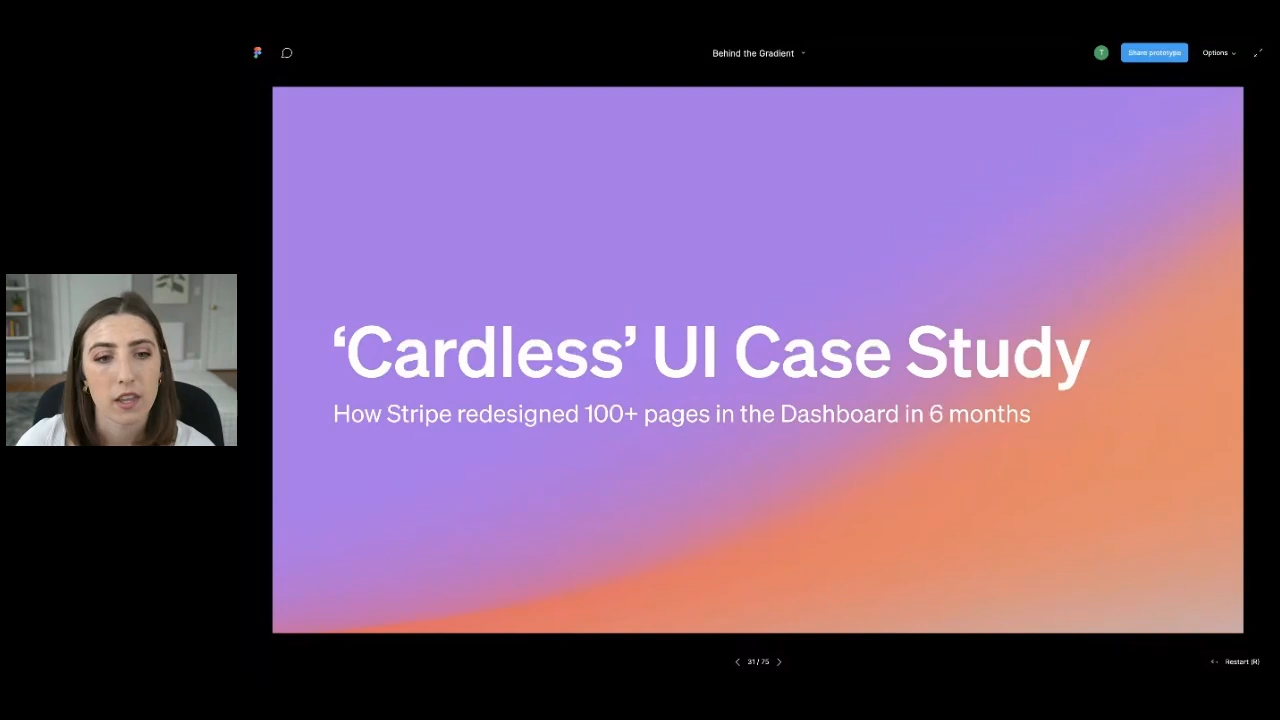 Behind the Gradient
T
Share prototype
Options
‘Cardless’ UI Case Study
How Stripe redesigned 100+ pages in the Dashboard in 6 months
31 / 75
Restart (R)